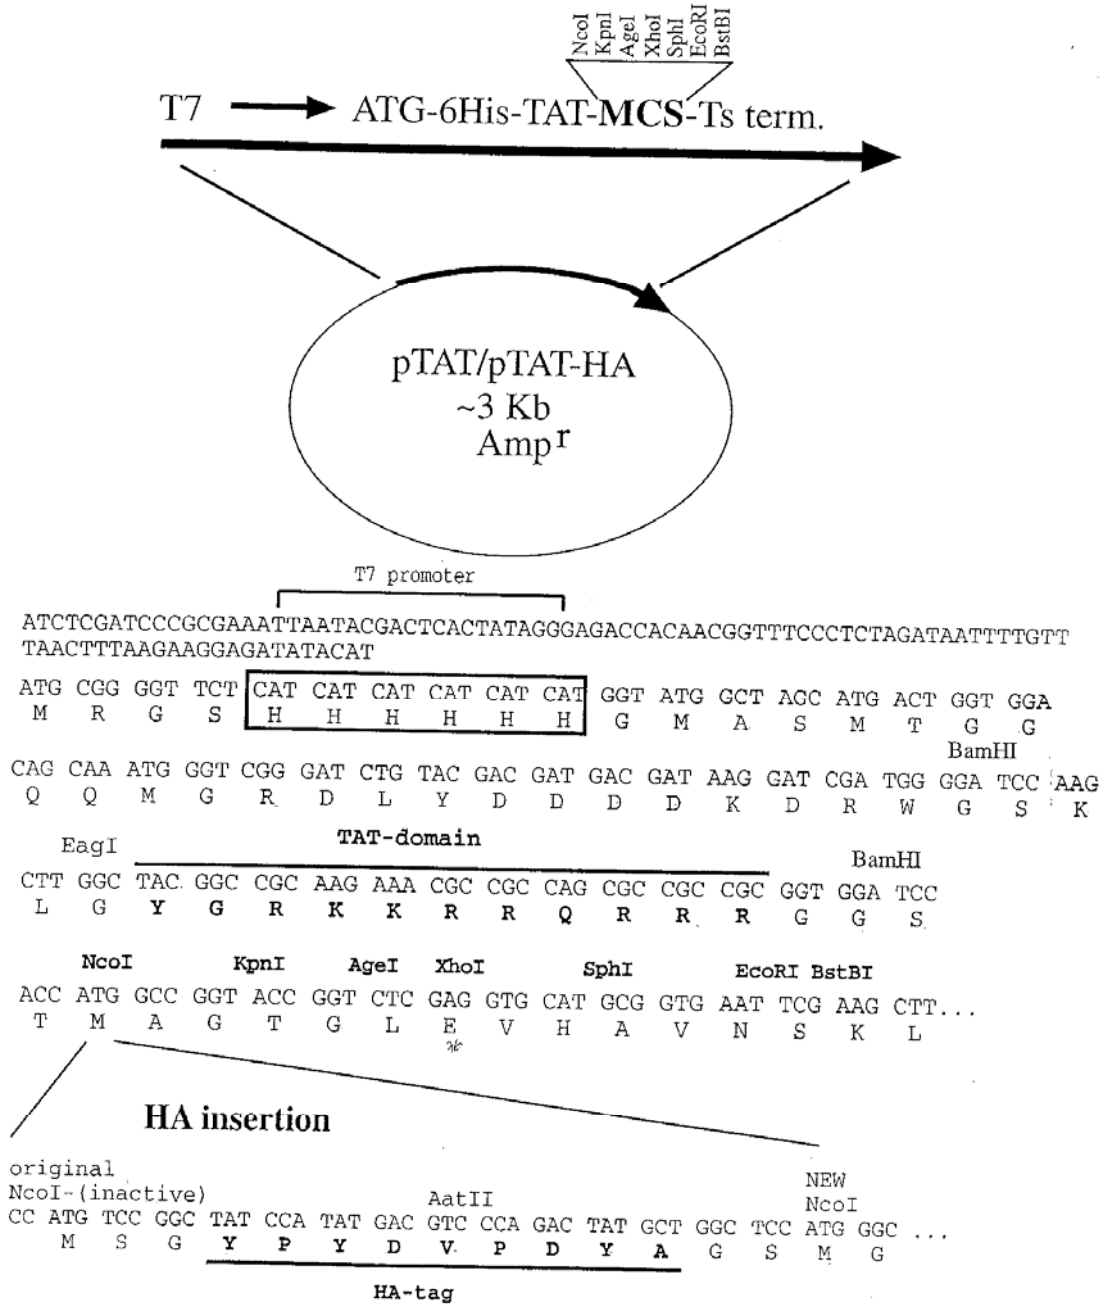 NcoI
KpnI
AgeI
XhoI
SphI
EcoRI
BstBI
T7 ATG-6His-TAT-MCS-Ts term.
pTAT/pTAT-HA
~3 Kb
Ampr
T7 promoter
ATCTCGATCCCGCGAAATTAATACGACTCACTATAGGGAGACCACAACGGTTTCCCTCTAGATAATTTTGTT
TAACTTTAAGAAGGAGATATACAT
ATG CGG GGT TCT CAT CAT CAT CAT CAT CAT GGT ATG GCT AGC ATG ACT GGT GGA
M R G S H H H H H H G M A S M T G G
BamHI
CAG CAA ATG GGT CGG GAT CTG TAC GAC GAT GAC GAT AAG GAT CGA TGG GGA TCC AAG
Q Q M G R D L Y D D D D K D R W G S K
EagI TAT-domain BamHI
CTT GGC TAC GGC CGC AAG AAA CGC CGC CAG CGC CGC CGC GGT GGA TCC
L G Y G R K K R R Q R R R G G S
NcoI KpnI AgeI XhoI SphI EcoRI BstBI
ACC ATG GCC GGT ACC GGT CTC GAG GTG CAT GCG GTG AAT TCG AAG CTT...
T M A G T G L E V H A V N S K L
HA insertion
original NEW
NcoI-(inactive) AatII NcoI
CC ATG TCC GGC TAT CCA TAT GAC GTC CCA GAC TAT GCT GGC TCC ATG GGC ...
M S G Y P Y D V P D Y A G S M G
HA-tag